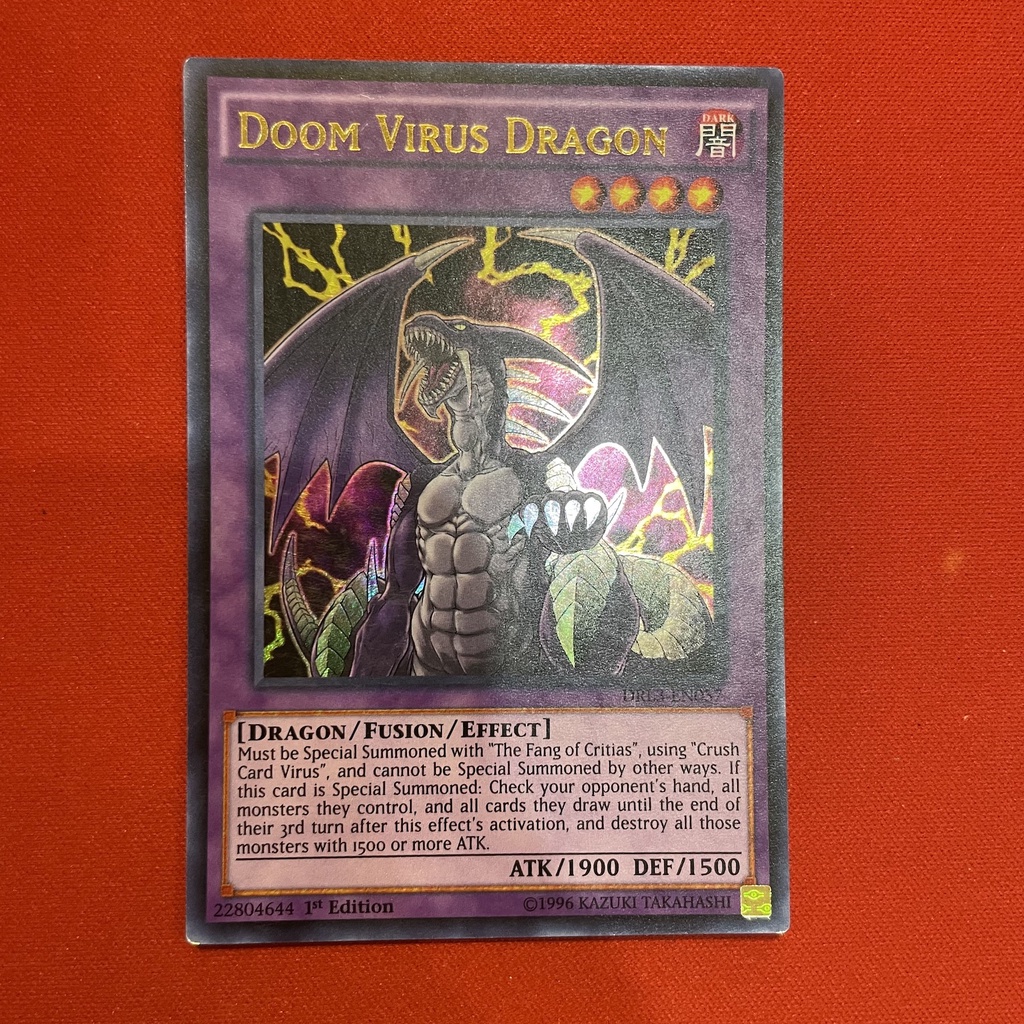 DOOM VIRUS DRAGON
DARK
闇
DRL3-EN057
[DRAGON/FUSION/EFFECT]
Must be Special Summoned with "The Fang of Critias", using "Crush
Card Virus", and cannot be Special Summoned by other ways. If
this card is Special Summoned: Check your opponent's hand, all
monsters they control, and all cards they draw until the end of
their 3rd turn after this effect's activation, and destroy all those
monsters with 1500 or more ATK.
ATK/1900 DEF/1500
22804644 1st Edition
©1996 KAZUKI TAKAHASHI